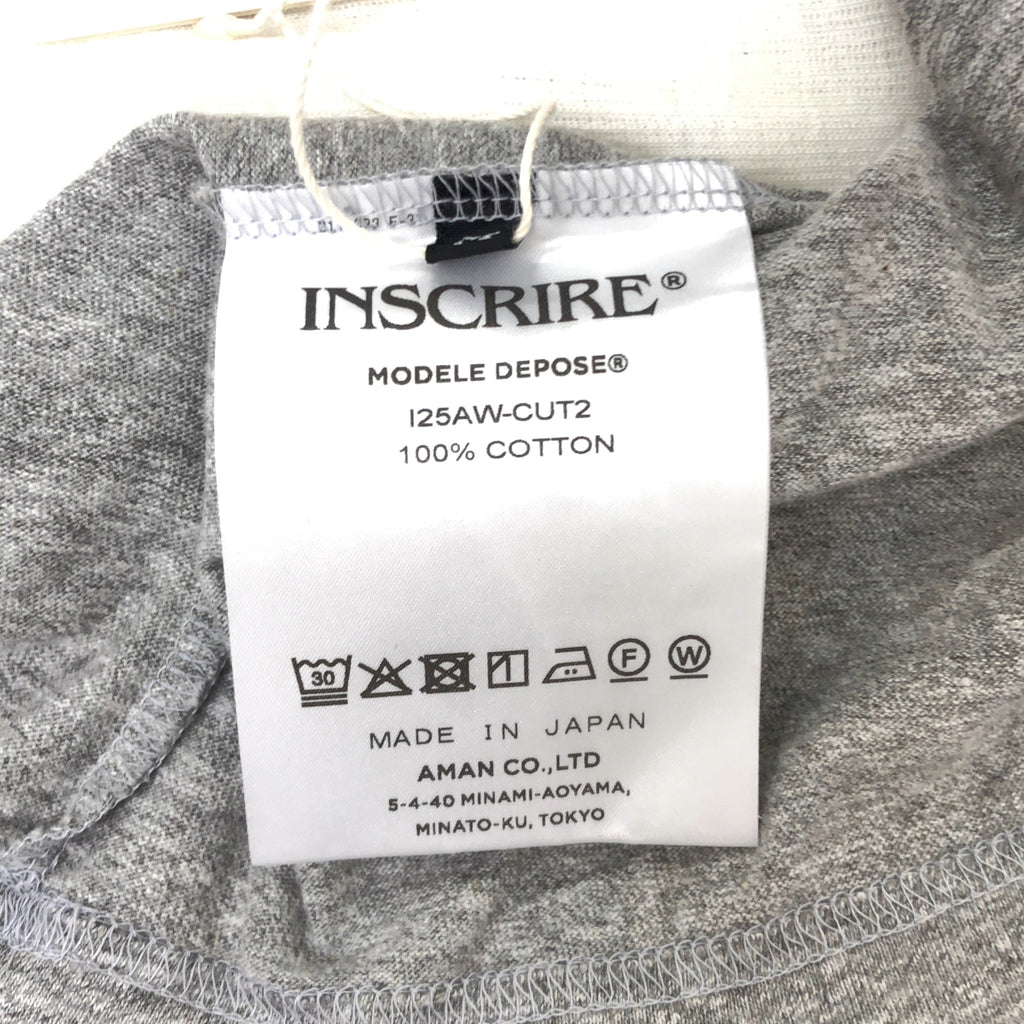 INSCRIRE®
MODELE DEPOSE®
I25AW-CUT2
100% COTTON
30
F W
MADE IN JAPAN
AMAN CO.,LTD
5-4-40 MINAMI-AOYAMA,
MINATO-KU, TOKYO